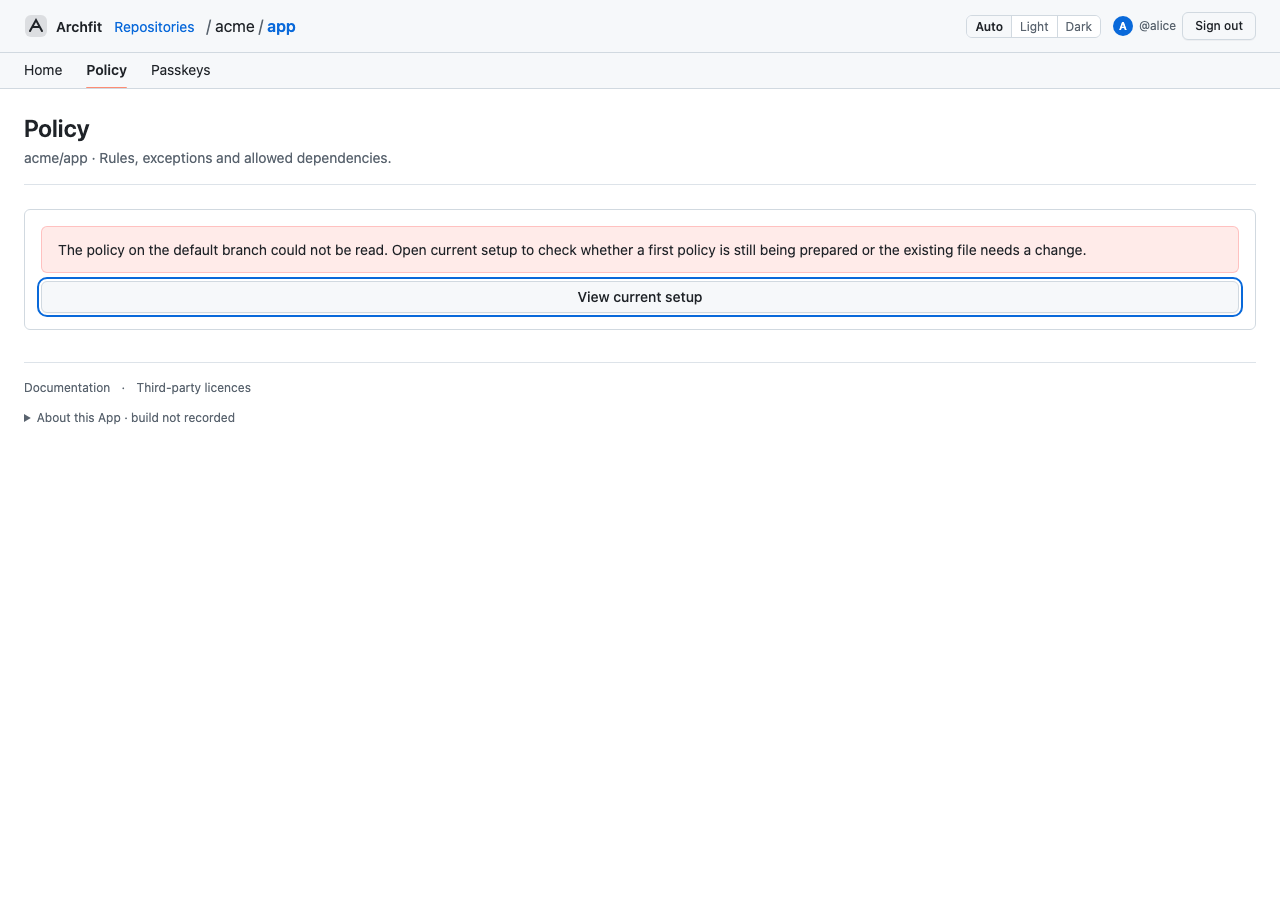 Archfit Repositories / acme / app Auto Light Dark A @alice Sign out
Home Policy Passkeys
Policy
acme/app · Rules, exceptions and allowed dependencies.
The policy on the default branch could not be read. Open current setup to check whether a first policy is still being prepared or the existing file needs a change.
View current setup
Documentation · Third-party licences
About this App · build not recorded